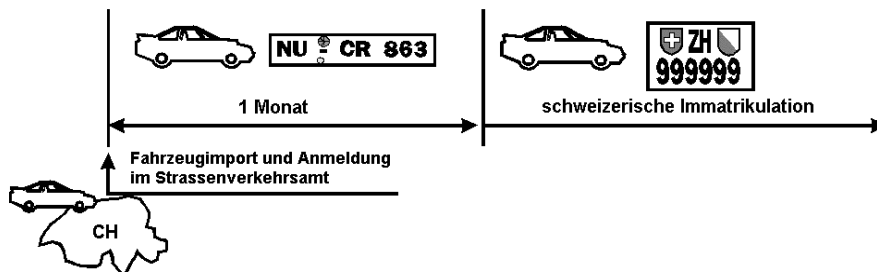 NU - CR 863
ZH
999999
1 Monat
schweizerische Immatrikulation
Fahrzeugimport und Anmeldung
im Strassenverkehrsamt
CH